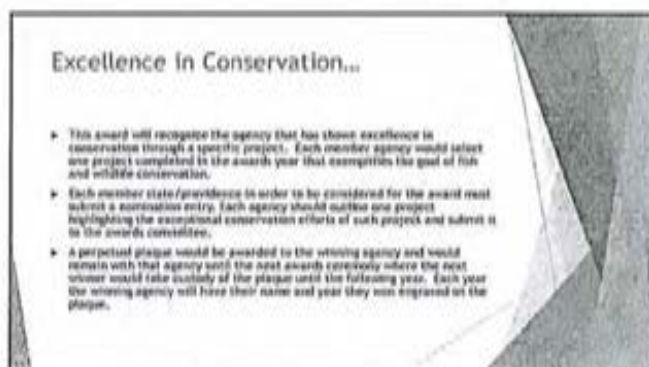 Excellence in Conservation...
▸ This award will recognize the agency that has shown excellence in
conservation through a specific project. Each member agency would select
one project completed in the awards year that exemplifies the goal of fish
and wildlife conservation.
▸ Each member state/providence in order to be considered for the award must
submit a nomination entry. Each agency should outline one project
highlighting the exceptional conservation efforts of such project and submit it
to the awards committee.
▸ A perpetual plaque would be awarded to the winning agency and would
remain with that agency until the next awards ceremony where the next
winner would take custody of the plaque until the following year. Each year
the winning agency will have their name and year they won engraved on the
plaque.